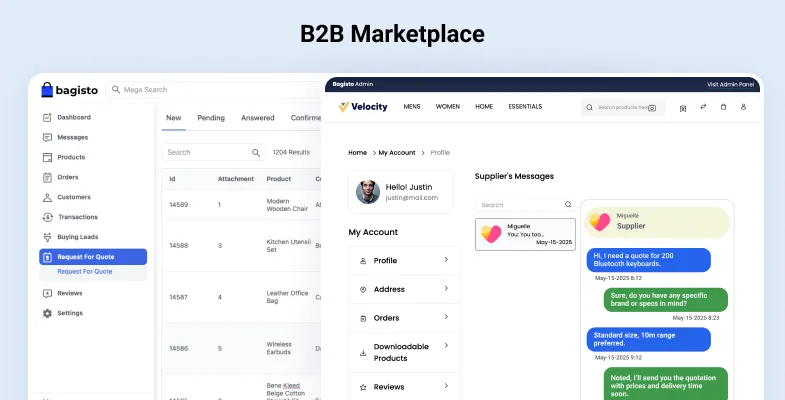 B2B Marketplace
bagisto
Mega Search
Dashboard
Messages
Products
Orders
Customers
Transactions
Buying Leads
Request For Quote
Request For Quote
Reviews
Settings
New Pending Answered Confirme
Search
1204 Results
Id Attachment Product
14589 1 Modern
Wooden Chair
14588 3 Kitchen Utensil
Set
14587 4 Leather Office
Bag
14586 5 Wireless
Earbuds
Bene Kleed
Beige Cotton
Bagisto Admin
Visit Admin Panel
Velocity
MENS WOMEN HOME ESSENTIALS
Search products here
Home > My Account > Profile
Hello! Justin
justin@mail.com
My Account
Profile
Address
Orders
Downloadable
Products
Reviews
Supplier's Messages
Search
Miguelle
You: You too..
May-15-2025
Miguelle
Supplier
Hi, I need a quote for 200
Bluetooth keyboards.
May-15-2025 8:12
Sure, do you have any specific
brand or specs in mind?
May-15-2025 8:23
Standard size, 10m range
preferred.
May-15-2025 9:12
Noted, I'll send you the quotation
with prices and delivery time
soon.